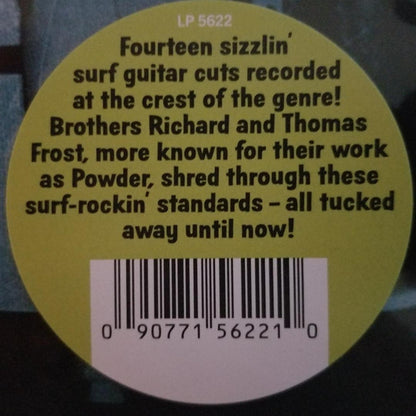 LP 5622
Fourteen sizzlin'
surf guitar cuts recorded
at the crest of the genre!
Brothers Richard and Thomas
Frost, more known for their work
as Powder, shred through these
surf-rockin' standards – all tucked
away until now!
0 90771 56221 0